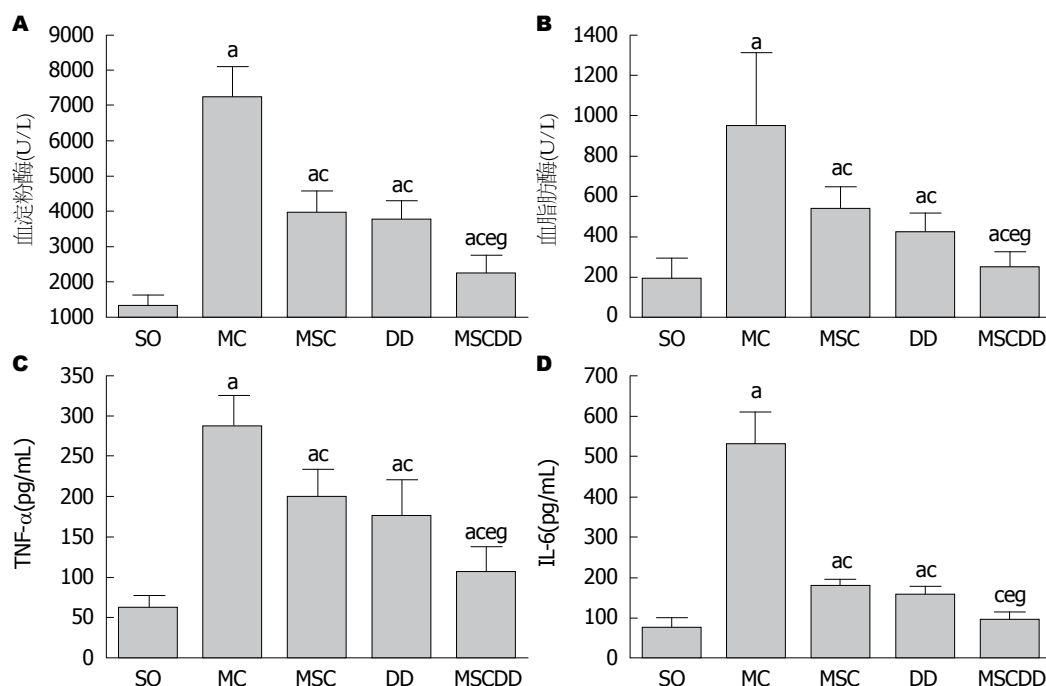 A
血淀粉酶(U/L)
9000
8000
7000
6000
5000
4000
3000
2000
1000
a
ac
ac
aceg
SO MC MSC DD MSCDD
B
血脂肪酶(U/L)
1400
1200
1000
800
600
400
200
0
a
ac
ac
aceg
SO MC MSC DD MSCDD
C
TNF-α(pg/mL)
350
300
250
200
150
100
50
0
a
ac
ac
aceg
SO MC MSC DD MSCDD
D
IL-6(pg/mL)
700
600
500
400
300
200
100
0
a
ac
ac
ceg
SO MC MSC DD MSCDD